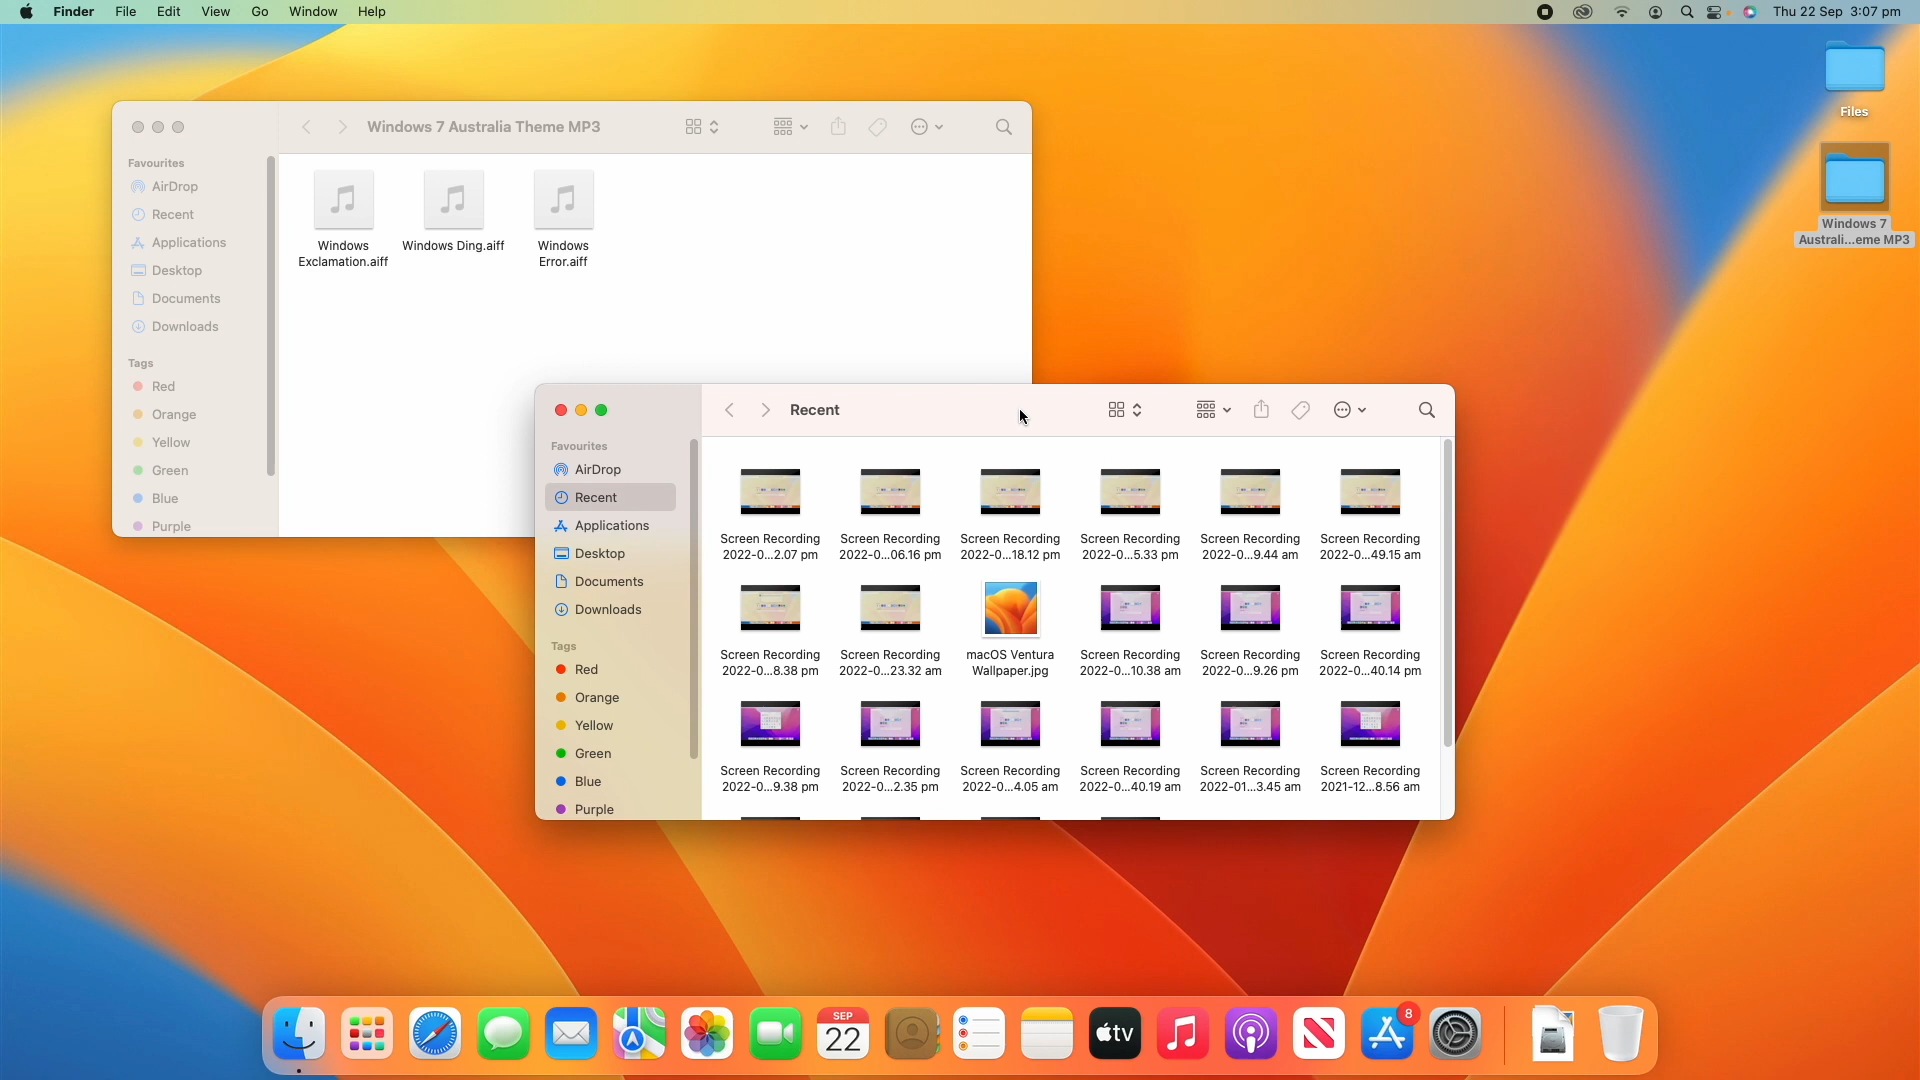 Finder File Edit View Go Window Help
Thu 22 Sep 3:07 pm
Files
Windows 7
Australi...eme MP3
Windows 7 Australia Theme MP3
Favourites
AirDrop
Recent
Applications
Desktop
Documents
Downloads
Tags
Red
Orange
Yellow
Green
Blue
Purple
Windows
Exclamation.aiff
Windows Ding.aiff
Windows
Error.aiff
Recent
Favourites
AirDrop
Recent
Applications
Desktop
Documents
Downloads
Tags
Red
Orange
Yellow
Green
Blue
Purple
Screen Recording Screen Recording Screen Recording Screen Recording Screen Recording Screen Recording
2022-0...2.07 pm 2022-0...06.16 pm 2022-0...18.12 pm 2022-0...5.33 pm 2022-0...9.44 am 2022-0...49.15 am
Screen Recording Screen Recording macOS Ventura Screen Recording Screen Recording Screen Recording
2022-0...8.38 pm 2022-0...23.32 am Wallpaper.jpg 2022-0...10.38 am 2022-0...9.26 pm 2022-0...40.14 pm
Screen Recording Screen Recording Screen Recording Screen Recording Screen Recording Screen Recording
2022-0...9.38 pm 2022-0...2.35 pm 2022-0...4.05 am 2022-0...40.19 am 2022-01...3.45 am 2021-12...8.56 am
SEP
22
tv
8